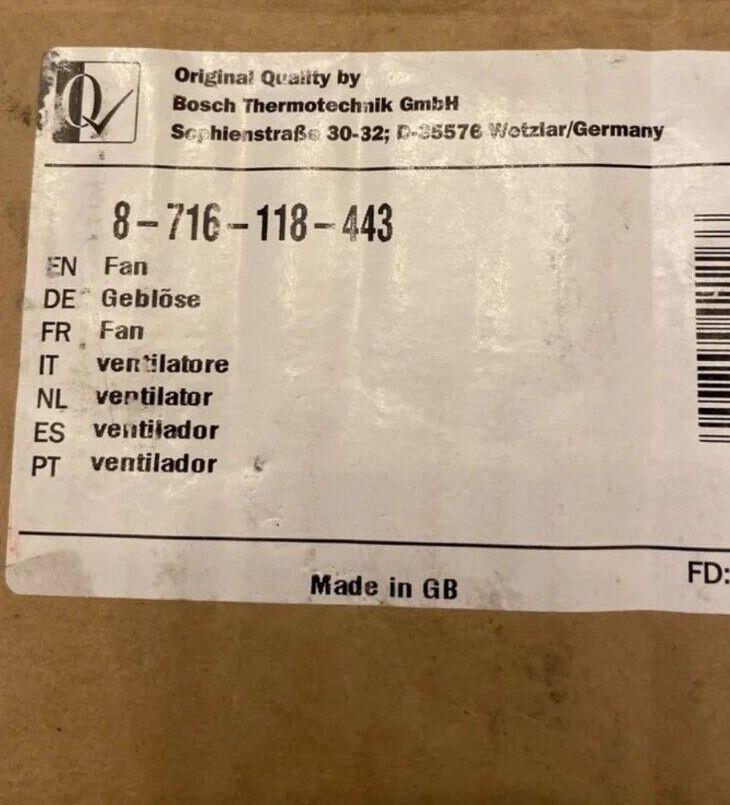 Q
Original Quality by
Bosch Thermotechnik GmbH
Sophienstraße 30-32; D-35576 Wetzlar/Germany
8-716-118-443
EN Fan
DE Gebläse
FR Fan
IT ventilatore
NL ventilator
ES ventilador
PT ventilador
Made in GB
FD: